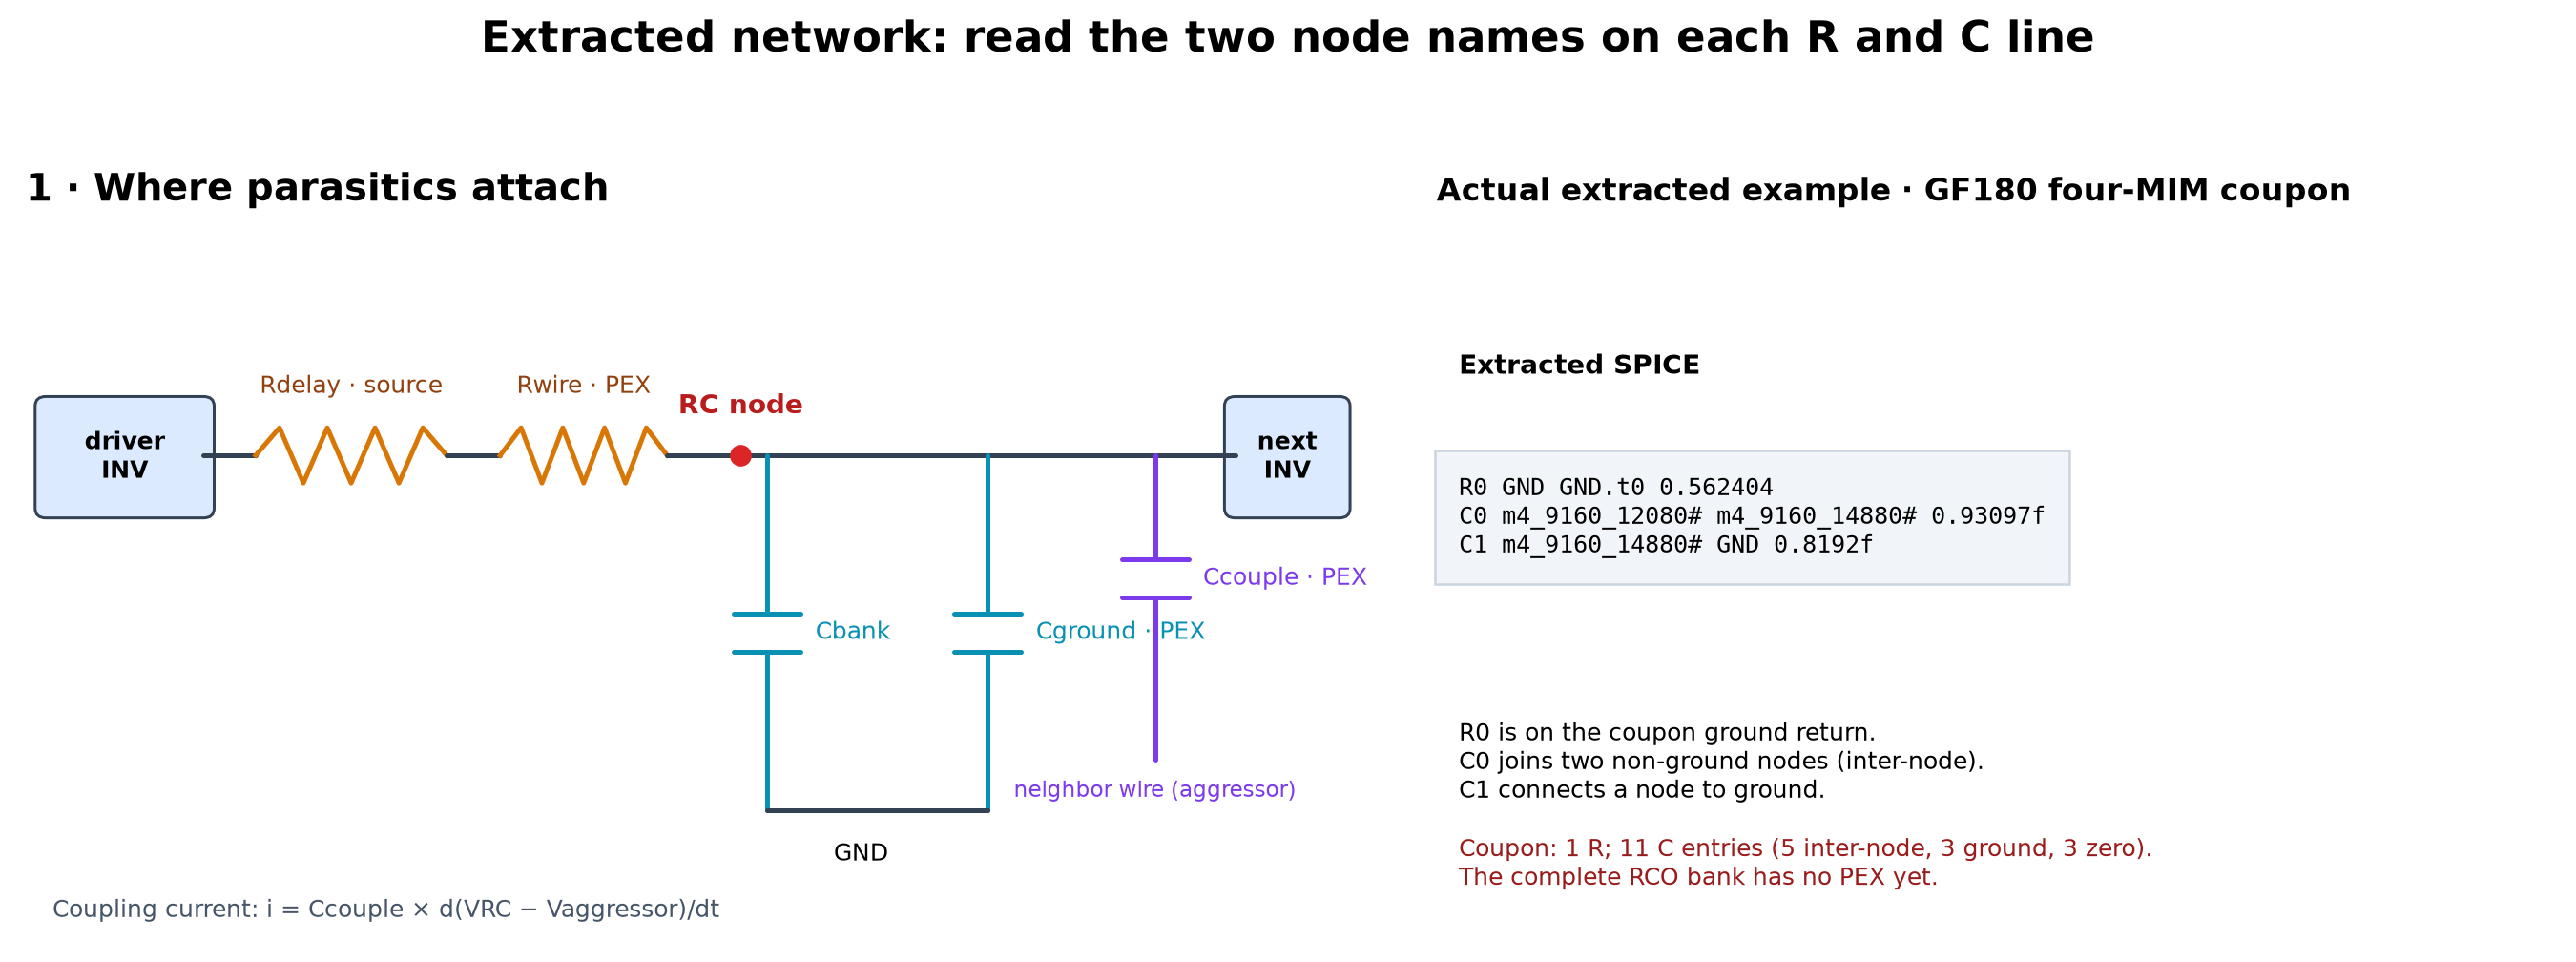 Extracted network: read the two node names on each R and C line
1 · Where parasitics attach
Rdelay · source
Rwire · PEX
RC node
driver
INV
next
INV
Ccouple · PEX
Cbank
Cground · PEX
neighbor wire (aggressor)
GND
Coupling current: i = Ccouple × d(VRC − Vaggressor)/dt
Actual extracted example · GF180 four-MIM coupon
Extracted SPICE
R0 GND GND.t0 0.562404
C0 m4_9160_12080# m4_9160_14880# 0.93097f
C1 m4_9160_14880# GND 0.8192f
R0 is on the coupon ground return.
C0 joins two non-ground nodes (inter-node).
C1 connects a node to ground.
Coupon: 1 R; 11 C entries (5 inter-node, 3 ground, 3 zero).
The complete RCO bank has no PEX yet.